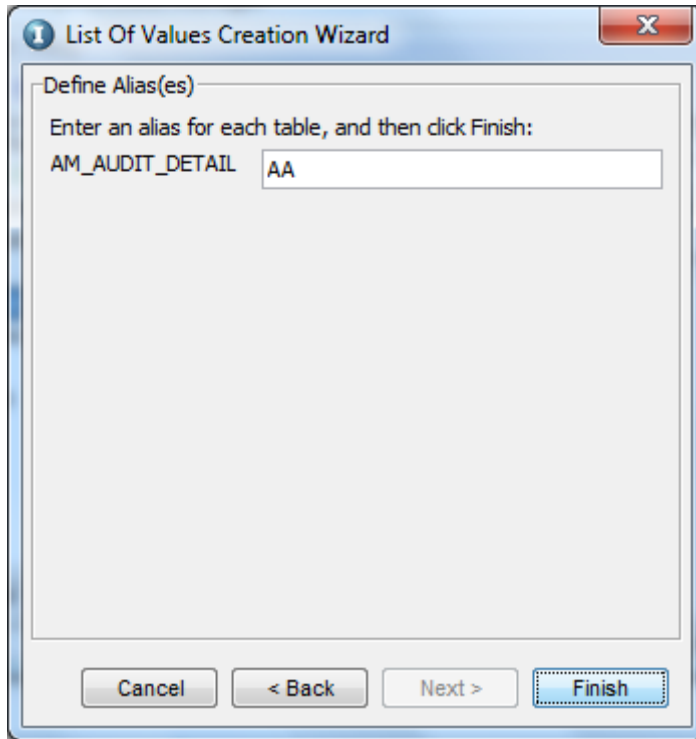 List Of Values Creation Wizard
Define Alias(es)
Enter an alias for each table, and then click Finish:
AM_AUDIT_DETAIL AA
Cancel < Back Next > Finish